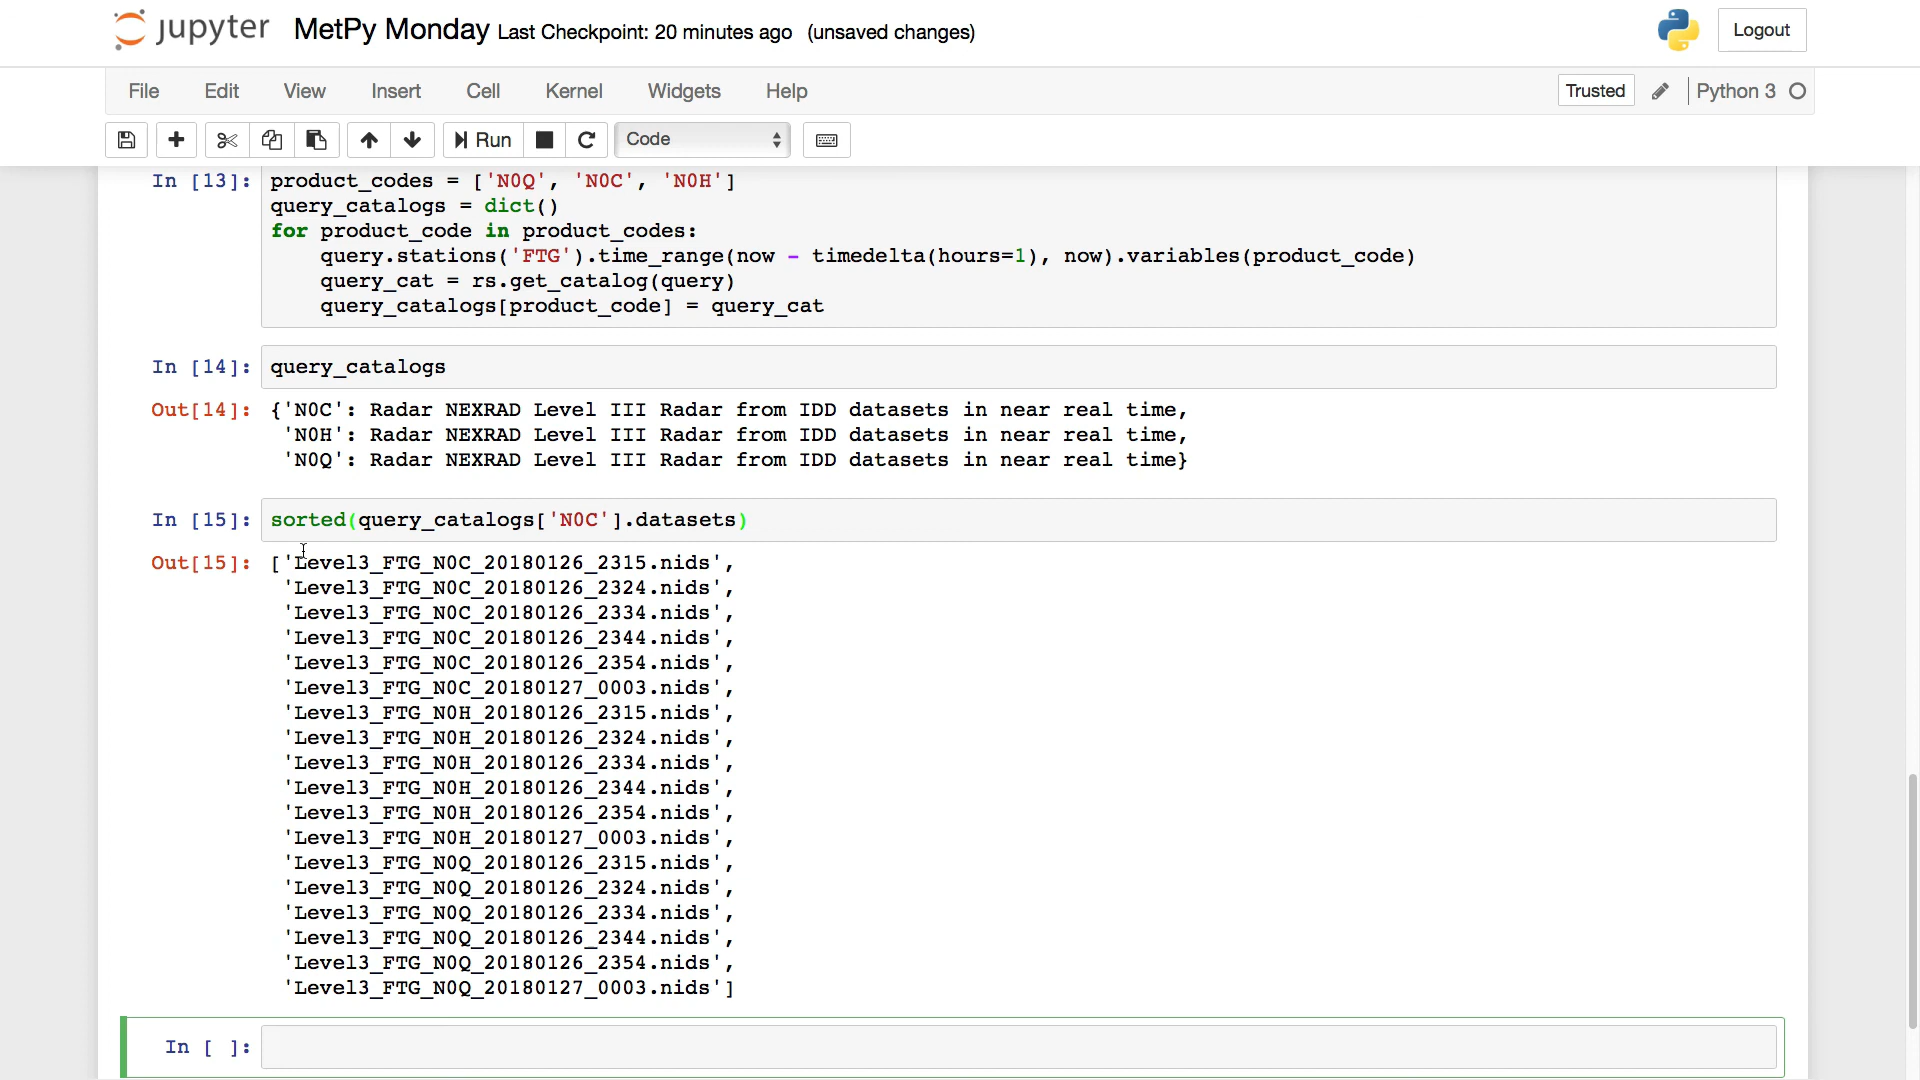 jupyter MetPy Monday Last Checkpoint: 20 minutes ago (unsaved changes) Logout
File Edit View Insert Cell Kernel Widgets Help Trusted Python 3
Run Code
In [13]: product_codes = ['N0Q', 'N0C', 'N0H']
query_catalogs = dict()
for product_code in product_codes:
    query.stations('FTG').time_range(now - timedelta(hours=1), now).variables(product_code)
    query_cat = rs.get_catalog(query)
    query_catalogs[product_code] = query_cat
In [14]: query_catalogs
Out[14]: {'N0C': Radar NEXRAD Level III Radar from IDD datasets in near real time,
'N0H': Radar NEXRAD Level III Radar from IDD datasets in near real time,
'N0Q': Radar NEXRAD Level III Radar from IDD datasets in near real time}
In [15]: sorted(query_catalogs['N0C'].datasets)
Out[15]: ['Level3_FTG_N0C_20180126_2315.nids',
'Level3_FTG_N0C_20180126_2324.nids',
'Level3_FTG_N0C_20180126_2334.nids',
'Level3_FTG_N0C_20180126_2344.nids',
'Level3_FTG_N0C_20180126_2354.nids',
'Level3_FTG_N0C_20180127_0003.nids',
'Level3_FTG_N0H_20180126_2315.nids',
'Level3_FTG_N0H_20180126_2324.nids',
'Level3_FTG_N0H_20180126_2334.nids',
'Level3_FTG_N0H_20180126_2344.nids',
'Level3_FTG_N0H_20180126_2354.nids',
'Level3_FTG_N0H_20180127_0003.nids',
'Level3_FTG_N0Q_20180126_2315.nids',
'Level3_FTG_N0Q_20180126_2324.nids',
'Level3_FTG_N0Q_20180126_2334.nids',
'Level3_FTG_N0Q_20180126_2344.nids',
'Level3_FTG_N0Q_20180126_2354.nids',
'Level3_FTG_N0Q_20180127_0003.nids']
In [ ]: